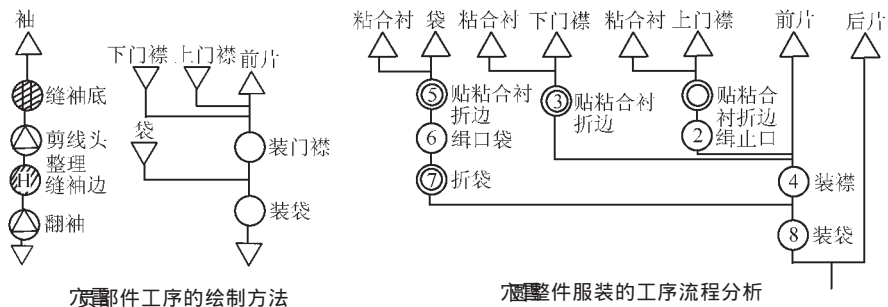 袖
缝袖底
剪线头
整理
H
缝袖边
翻袖
下门襟 上门襟 前片
袋
装门襟
装袋
部件工序的绘制方法
粘合衬 袋 粘合衬 下门襟 粘合衬 上门襟 前片 后片
5 贴粘合衬
折边
6 缉口袋
7 折袋
3 贴粘合衬
折边
贴粘合
衬折边
2 缉止口
4 装襟
8 装袋
整件服装的工序流程分析